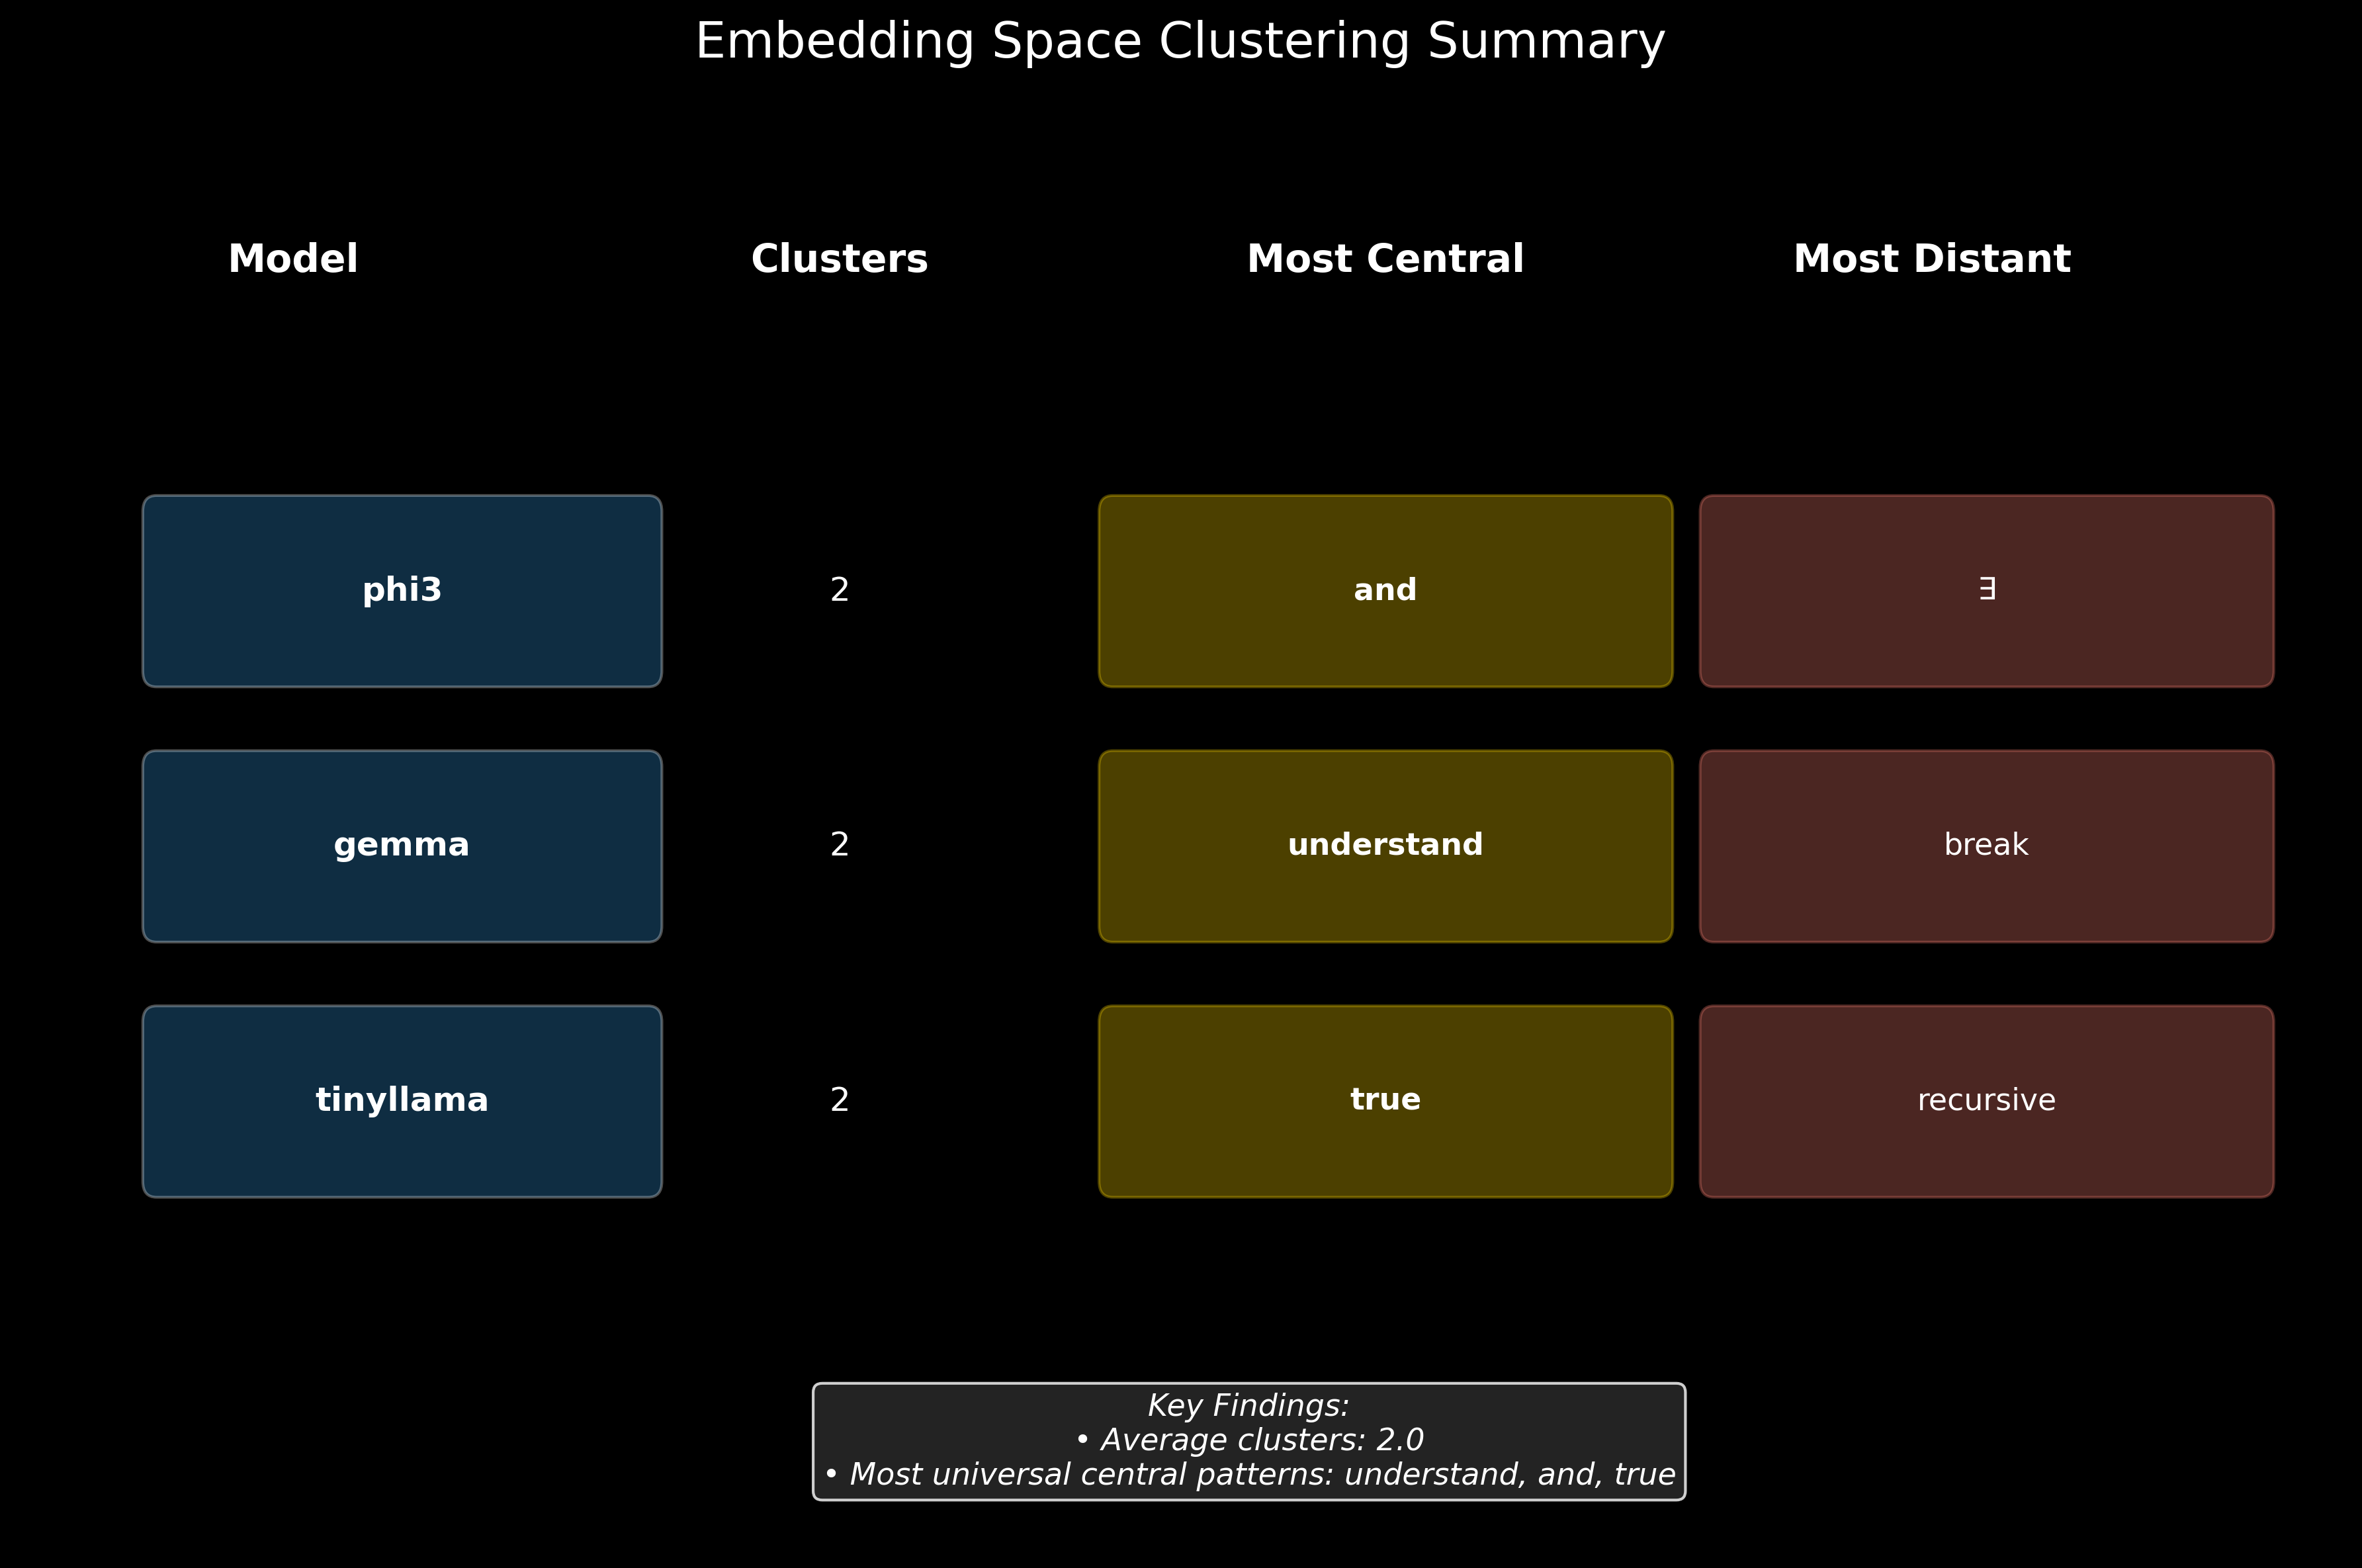 Embedding Space Clustering Summary
Model Clusters Most Central Most Distant
phi3 2 and ∃
gemma 2 understand break
tinyllama 2 true recursive
Key Findings:
• Average clusters: 2.0
• Most universal central patterns: understand, and, true